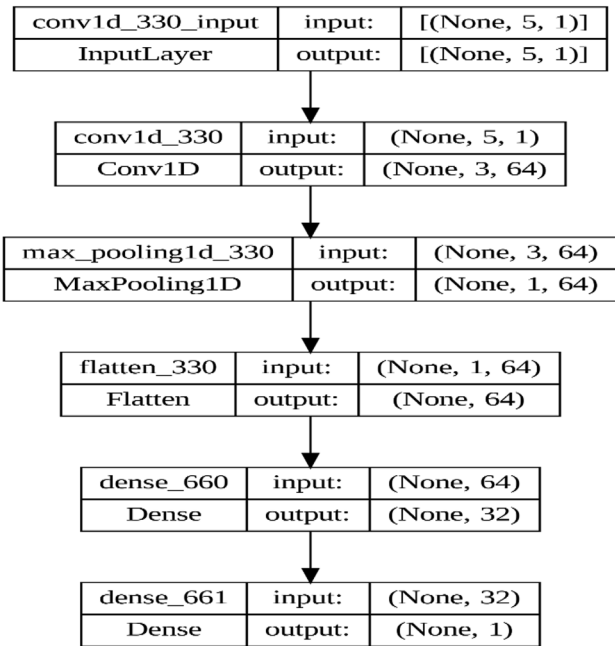 conv1d_330_input input: [(None, 5, 1)]
InputLayer output: [(None, 5, 1)]
conv1d_330 input: (None, 5, 1)
Conv1D output: (None, 3, 64)
max_pooling1d_330 input: (None, 3, 64)
MaxPooling1D output: (None, 1, 64)
flatten_330 input: (None, 1, 64)
Flatten output: (None, 64)
dense_660 input: (None, 64)
Dense output: (None, 32)
dense_661 input: (None, 32)
Dense output: (None, 1)